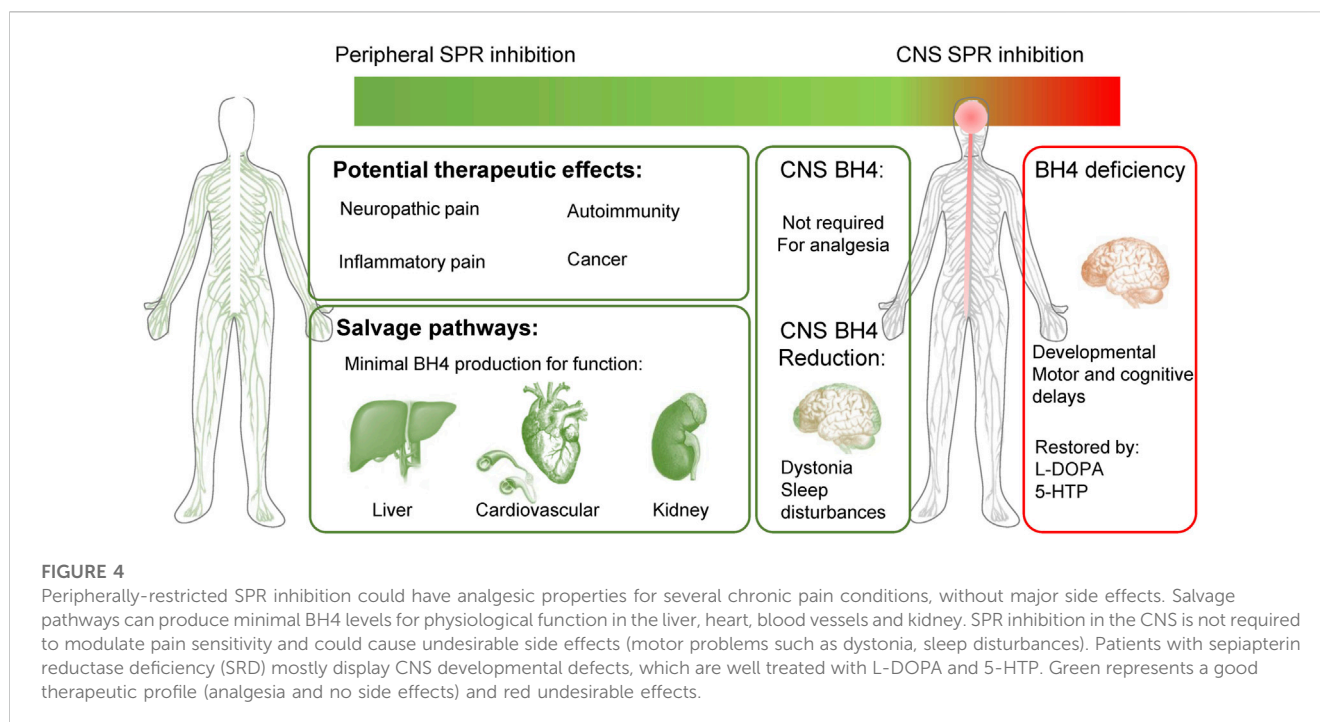 Peripheral SPR inhibition
CNS SPR inhibition
Potential therapeutic effects:
Neuropathic pain
Autoimmunity
Inflammatory pain
Cancer
Salvage pathways:
Minimal BH4 production for function:
Liver
Cardiovascular
Kidney
CNS BH4:
Not required
For analgesia
CNS BH4
Reduction:
Dystonia
Sleep
disturbances
BH4 deficiency
Developmental
Motor and cognitive
delays
Restored by:
L-DOPA
5-HTP
FIGURE 4
Peripherally-restricted SPR inhibition could have analgesic properties for several chronic pain conditions, without major side effects. Salvage
pathways can produce minimal BH4 levels for physiological function in the liver, heart, blood vessels and kidney. SPR inhibition in the CNS is not required
to modulate pain sensitivity and could cause undesirable side effects (motor problems such as dystonia, sleep disturbances). Patients with sepiapterin
reductase deficiency (SRD) mostly display CNS developmental defects, which are well treated with L-DOPA and 5-HTP. Green represents a good
therapeutic profile (analgesia and no side effects) and red undesirable effects.